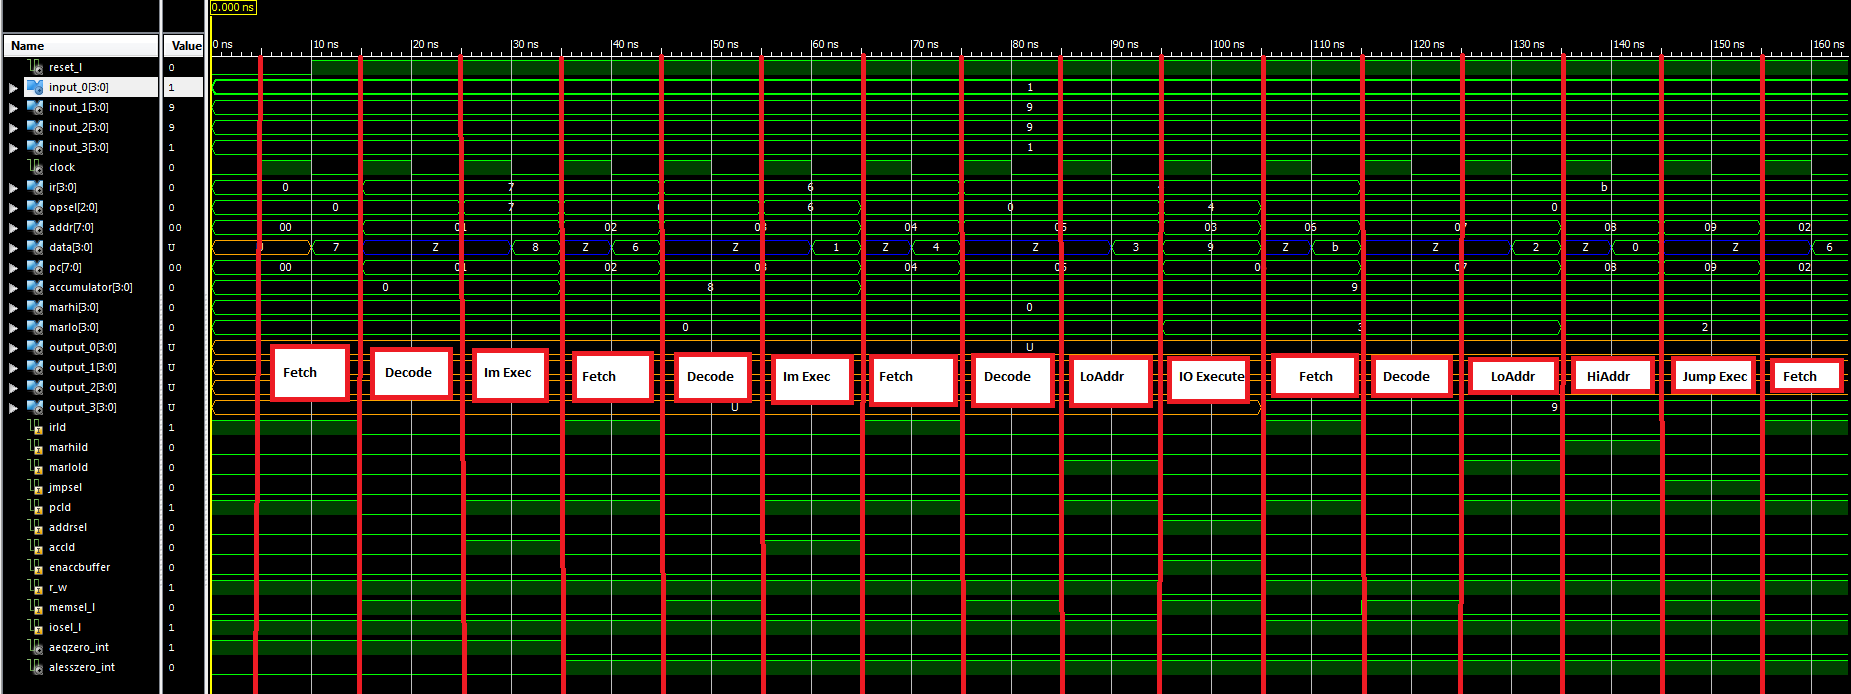 0.000 ns
Name Value 0 ns 10 ns 20 ns 30 ns 40 ns 50 ns 60 ns 70 ns 80 ns 90 ns 100 ns 110 ns 120 ns 130 ns 140 ns 150 ns 160 ns
reset_l 0
input_0[3:0] 1 1
input_1[3:0] 9 9
input_2[3:0] 9 9
input_3[3:0] 1 1
clock 0
ir[3:0] 0 0 7 6 b
opsel[2:0] 0 0 7 6 0 4 0
addr[7:0] 00 00 01 02 03 04 05 03 06 07 08 09 02
data[3:0] U U 7 Z 8 Z 6 Z 1 Z 4 Z 3 9 Z b Z 2 Z 0 Z 6
pc[7:0] 00 00 01 02 03 04 05 07 08 09 02
accumulator[3:0] 0 0 8 9
marhi[3:0] 0 0
marlo[3:0] 0 0 3 2
output_0[3:0] U U
output_1[3:0] U
output_2[3:0] U
Fetch Decode Im Exec Fetch Decode Im Exec Fetch Decode LoAddr IO Execute Fetch Decode LoAddr HiAddr Jump Exec Fetch
output_3[3:0] U U 9
irld 1
marhild 0
marlold 0
jmpsel 0
pcld 1
addrsel 0
accld 0
enaccbuffer 0
r_w 1
memsel_l 0
iosel_l 1
aeqzero_int 1
alesszero_int 0